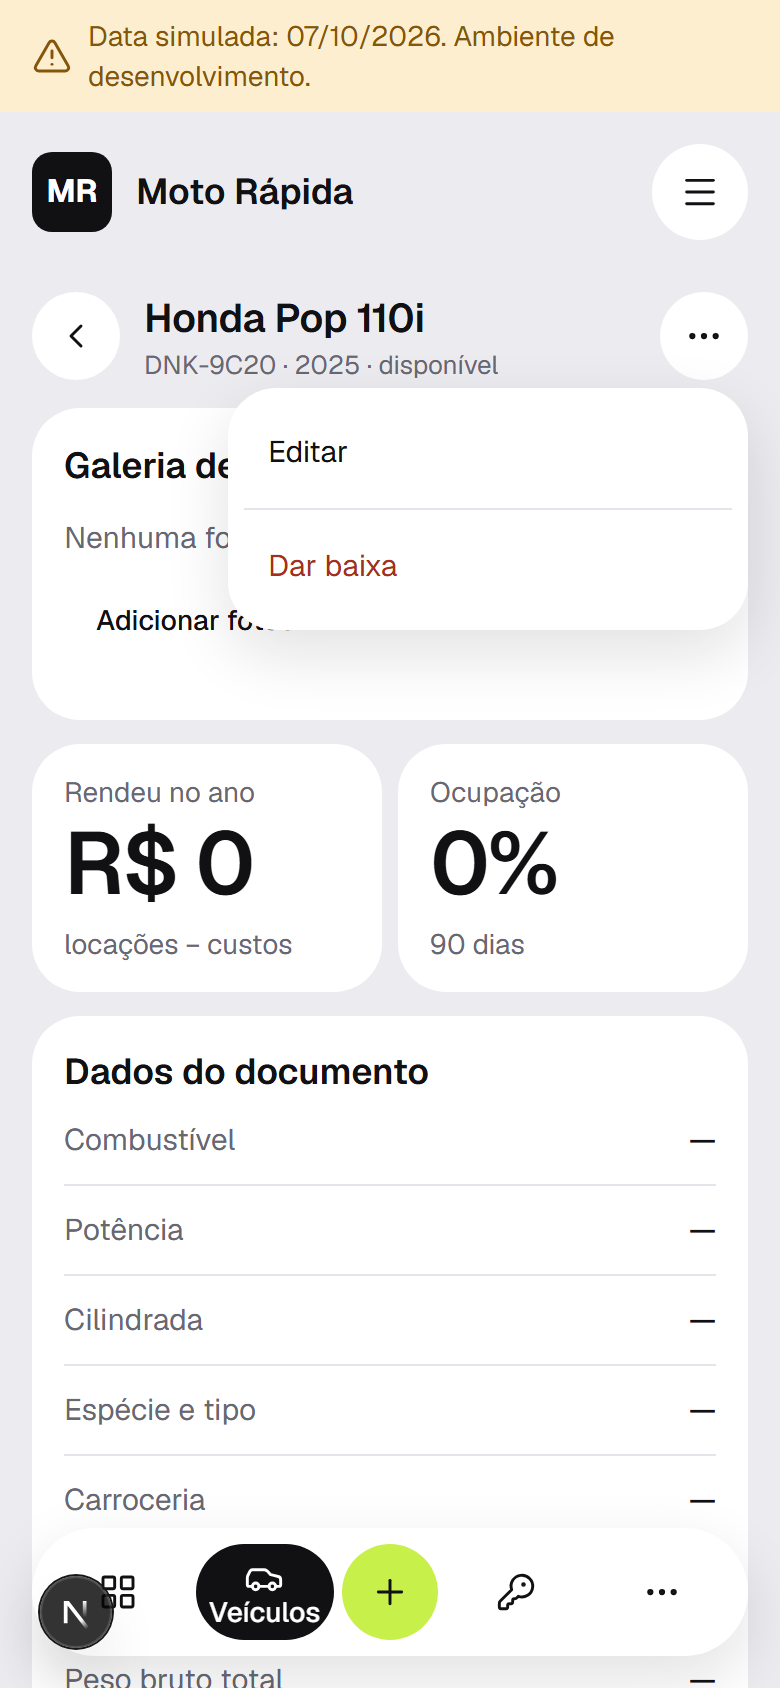 Data simulada: 07/10/2026. Ambiente de
desenvolvimento.
MR
Moto Rápida
Honda Pop 110i
DNK-9C20 · 2025 · disponível
Galeria de
Editar
Nenhuma fo
Dar baixa
Adicionar
Rendeu no ano
R$ 0
locações – custos
Ocupação
0%
90 dias
Dados do documento
Combustível —
Potência —
Cilindrada —
Espécie e tipo —
Carroceria —
N
Veículos
Peso bruto total —